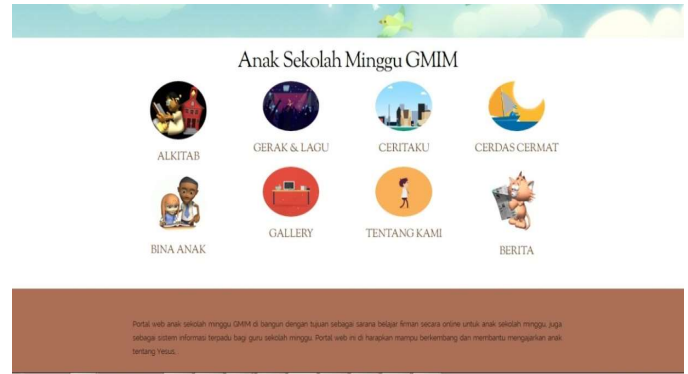 Anak Sekolah Minggu GMIM
ALKITAB
GERAK & LAGU
CERITAKU
CERDAS CERMAT
BINA ANAK
GALLERY
TENTANG KAMI
BERITA
Portal web anak sekolah minggu GMIM di bangun dengan tujuan sebagai sarana belajar firman secara online untuk anak sekolah minggu, juga
sebagai sistem informasi terpadu bagi guru sekolah minggu. Portal web ini di harapkan mampu berkembang dan membantu mengajarkan anak
tentang Yesus.